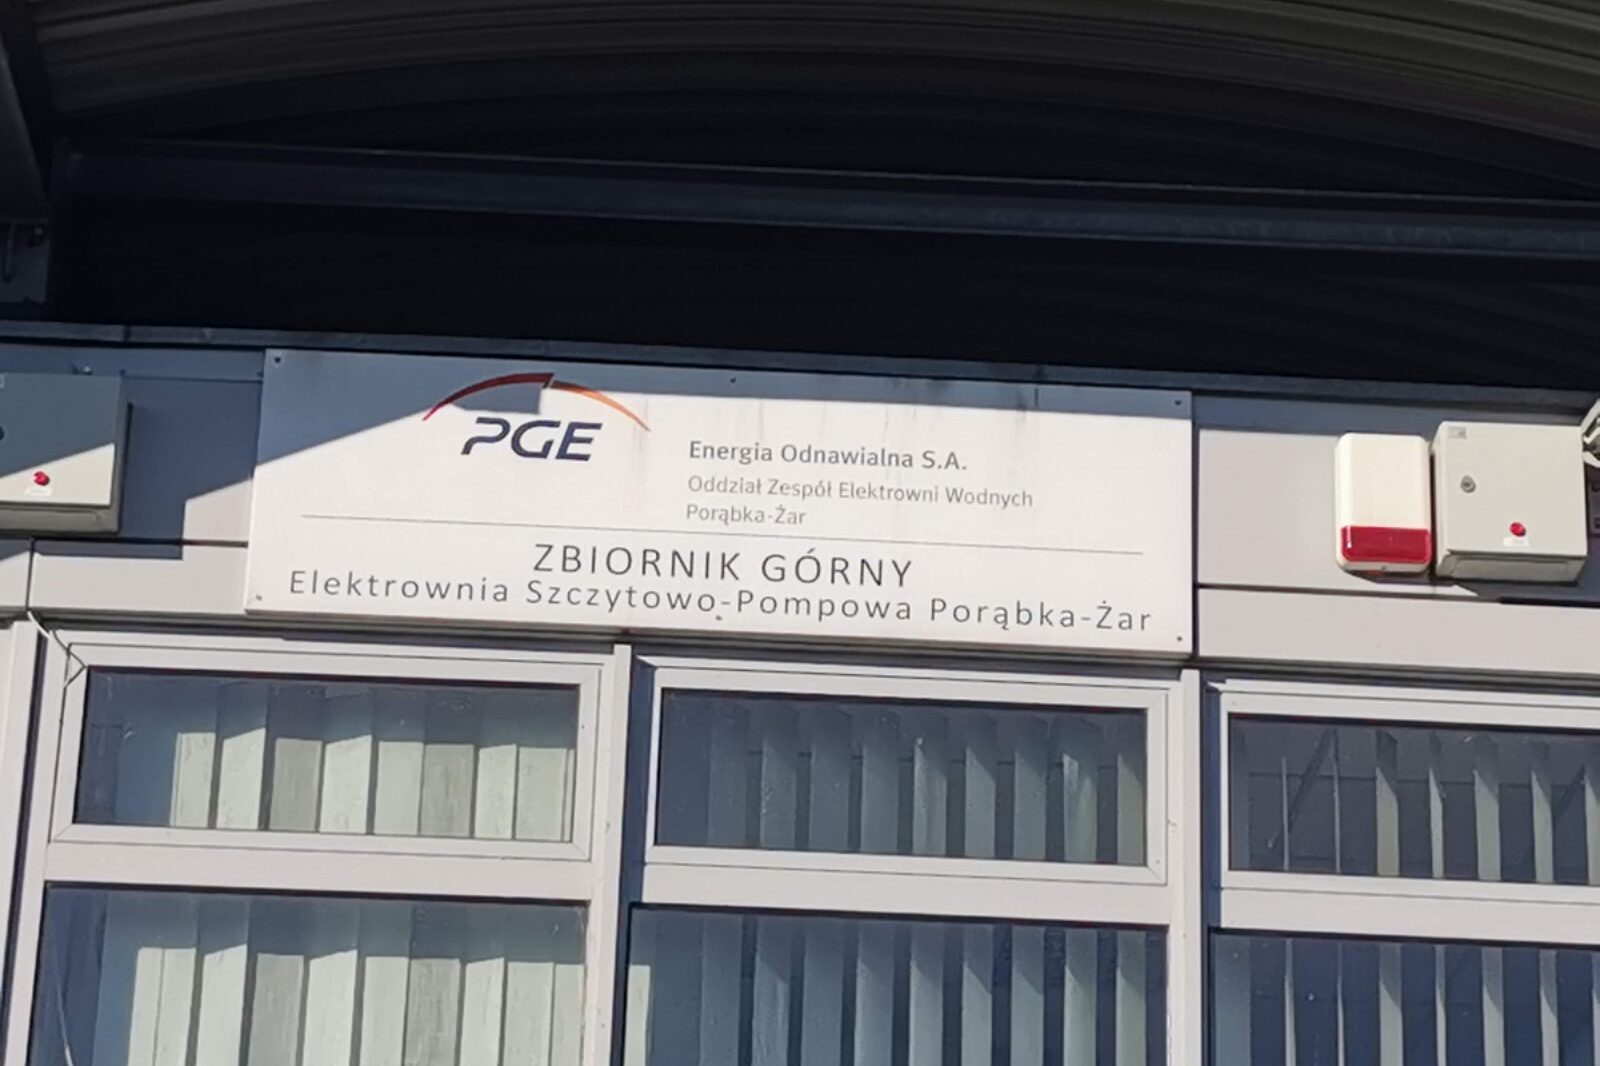 PGE
Energia Odnawialna S.A.
Oddział Zespół Elektrowni Wodnych
Porąbka-Żar
ZBIORNIK GÓRNY
Elektrownia Szczytowo-Pompowa Porąbka-Żar